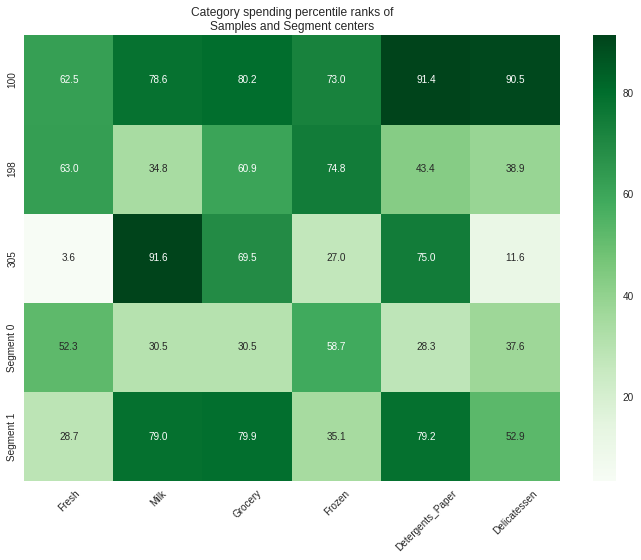 Category spending percentile ranks of
Samples and Segment centers
100 62.5 78.6 80.2 73.0 91.4 90.5
198 63.0 34.8 60.9 74.8 43.4 38.9
305 3.6 91.6 69.5 27.0 75.0 11.6
Segment 0 52.3 30.5 30.5 58.7 28.3 37.6
Segment 1 28.7 79.0 79.9 35.1 79.2 52.9
Fresh Milk Grocery Frozen Detergents_Paper Delicatessen
80
60
40
20